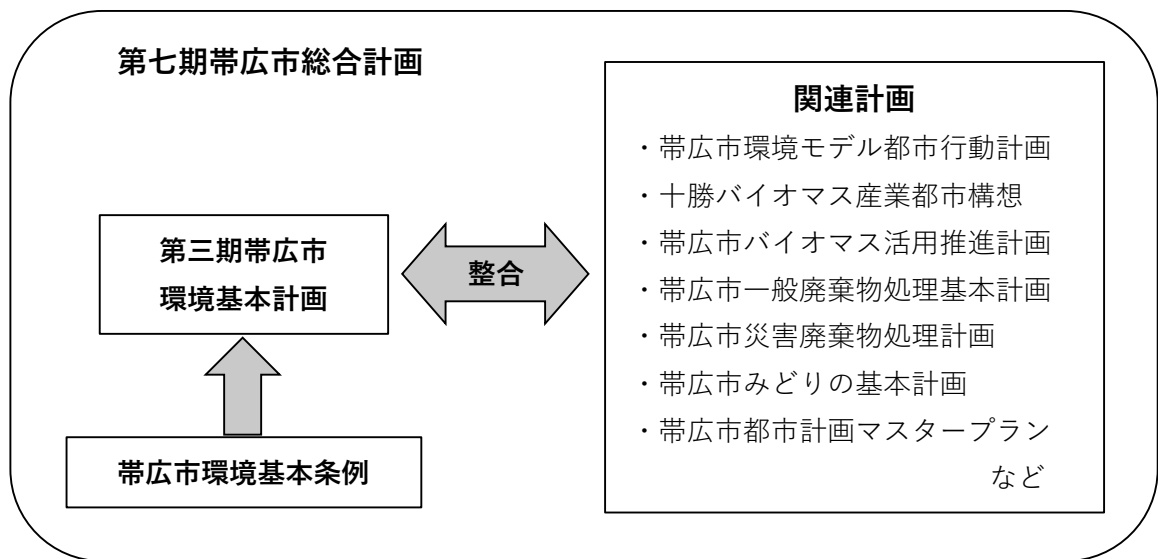 第七期帯広市総合計画
第三期帯広市
環境基本計画
整合
帯広市環境基本条例
関連計画
・帯広市環境モデル都市行動計画
・十勝バイオマス産業都市構想
・帯広市バイオマス活用推進計画
・帯広市一般廃棄物処理基本計画
・帯広市災害廃棄物処理計画
・帯広市みどりの基本計画
・帯広市都市計画マスタープラン
など